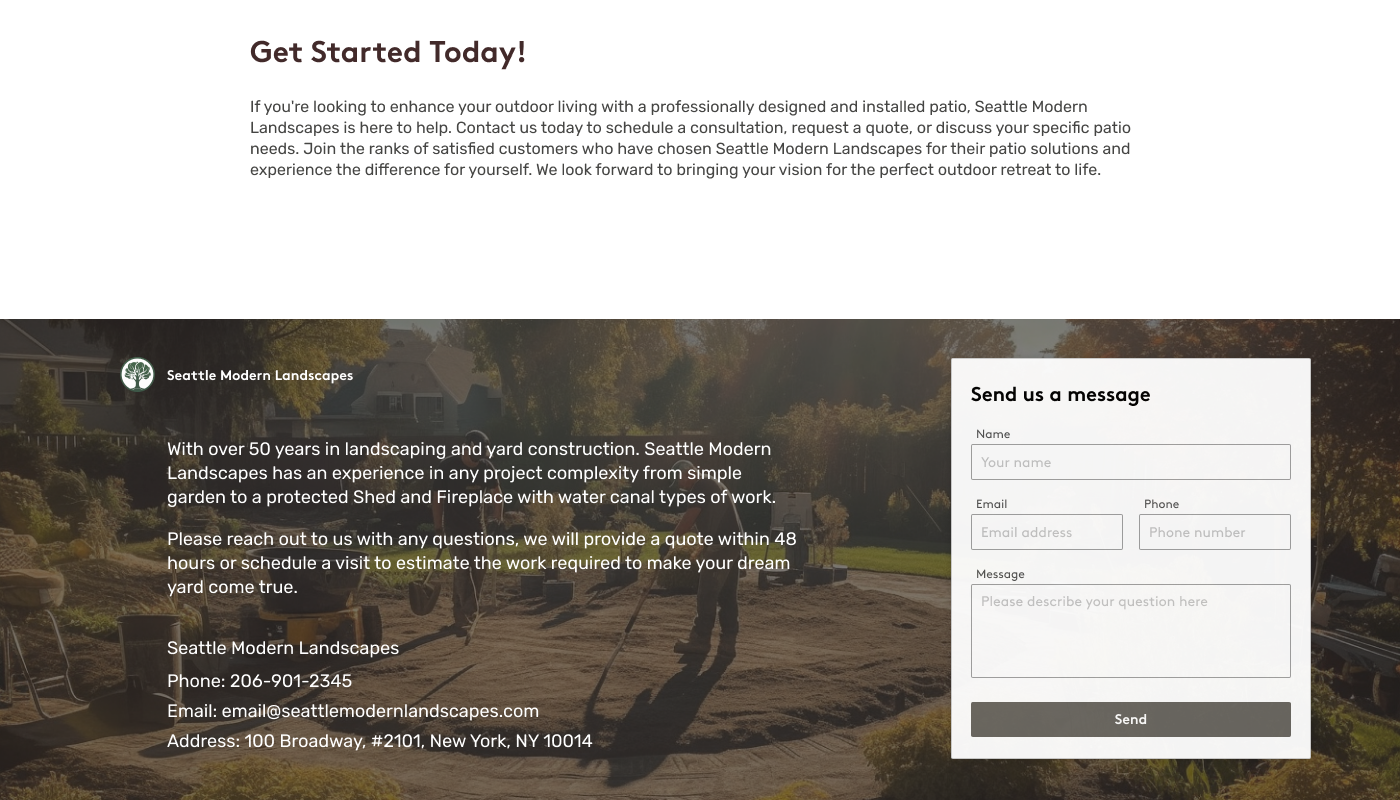 Get Started Today!
If you're looking to enhance your outdoor living with a professionally designed and installed patio, Seattle Modern
Landscapes is here to help. Contact us today to schedule a consultation, request a quote, or discuss your specific patio
needs. Join the ranks of satisfied customers who have chosen Seattle Modern Landscapes for their patio solutions and
experience the difference for yourself. We look forward to bringing your vision for the perfect outdoor retreat to life.
Seattle Modern Landscapes
With over 50 years in landscaping and yard construction. Seattle Modern
Landscapes has an experience in any project complexity from simple
garden to a protected Shed and Fireplace with water canal types of work.
Please reach out to us with any questions, we will provide a quote within 48
hours or schedule a visit to estimate the work required to make your dream
yard come true.
Seattle Modern Landscapes
Phone: 206-901-2345
Email: email@seattlemodernlandscapes.com
Address: 100 Broadway, #2101, New York, NY 10014
Send us a message
Name
Your name
Email
Phone
Email address
Phone number
Message
Please describe your question here
Send